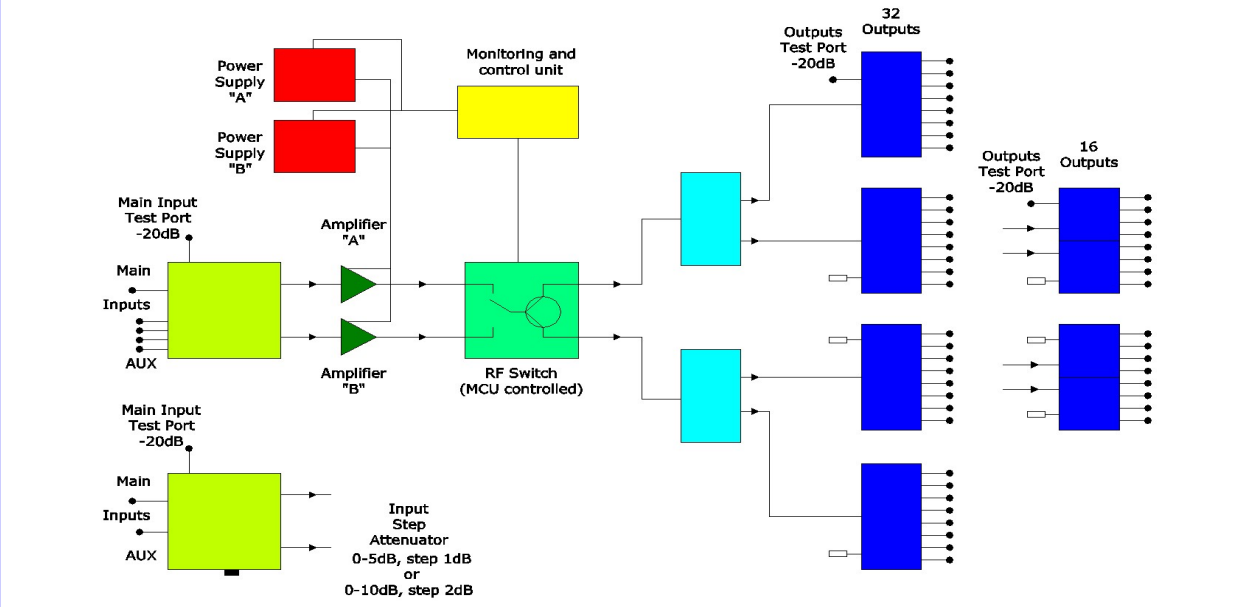 32
Outputs
Outputs
Test Port
-20dB
Monitoring and
control unit
Power
Supply
"A"
Power
Supply
"B"
16
Outputs
Outputs
Test Port
-20dB
Main Input
Test Port
-20dB
Amplifier
"A"
Main
Inputs
AUX
Amplifier
"B"
RF Switch
(MCU controlled)
Main Input
Test Port
-20dB
Main
Inputs
AUX
Input
Step
Attenuator
0-5dB, step 1dB
or
0-10dB, step 2dB